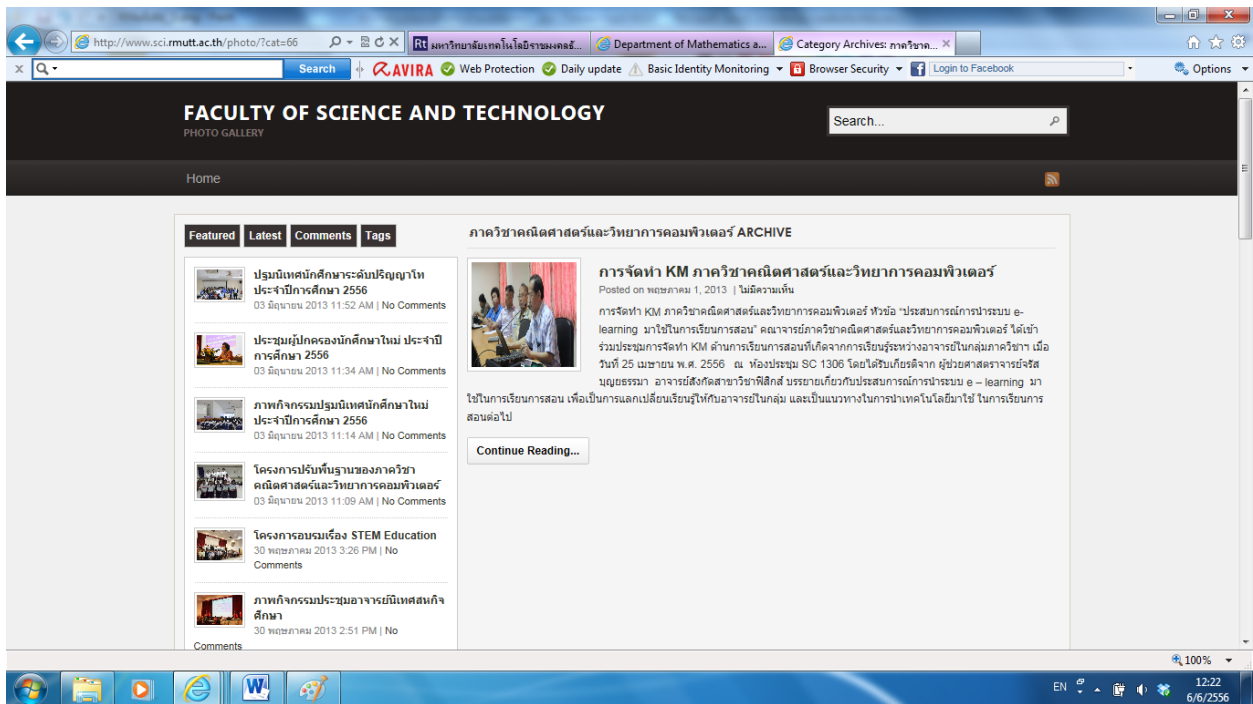 http://www.sci.rmutt.ac.th/photo/?cat=66
Rt มหาวิทยาลัยเทคโนโลยีราชมงคลธั...
Department of Mathematics a...
Category Archives: ภาควิชาค...
Search
AVIRA
Web Protection
Daily update
Basic Identity Monitoring
Browser Security
Login to Facebook
Options
FACULTY OF SCIENCE AND TECHNOLOGY
PHOTO GALLERY
Search...
Home
Featured
Latest
Comments
Tags
ปฐมนิเทศนักศึกษาระดับปริญญาโท
ประจำปีการศึกษา 2556
03 มิถุนายน 2013 11:52 AM | No Comments
ประชุมผู้ปกครองนักศึกษาใหม่ ประจำปี
การศึกษา 2556
03 มิถุนายน 2013 11:34 AM | No Comments
ภาพกิจกรรมปฐมนิเทศนักศึกษาใหม่
ประจำปีการศึกษา 2556
03 มิถุนายน 2013 11:14 AM | No Comments
โครงการปรับพื้นฐานของภาควิชา
คณิตศาสตร์และวิทยาการคอมพิวเตอร์
03 มิถุนายน 2013 11:09 AM | No Comments
โครงการอบรมเรื่อง STEM Education
30 พฤษภาคม 2013 3:26 PM | No
Comments
ภาพกิจกรรมประชุมอาจารย์นิเทศสหกิจ
ศึกษา
30 พฤษภาคม 2013 2:51 PM | No
Comments
ภาควิชาคณิตศาสตร์และวิทยาการคอมพิวเตอร์ ARCHIVE
การจัดทำ KM ภาควิชาคณิตศาสตร์และวิทยาการคอมพิวเตอร์
Posted on พฤษภาคม 1, 2013 | ไม่มีความเห็น
การจัดทำ KM ภาควิชาคณิตศาสตร์และวิทยาการคอมพิวเตอร์ หัวข้อ "ประสบการณ์การนำระบบ e-
learning มาใช้ในการเรียนการสอน" คณาจารย์ภาควิชาคณิตศาสตร์และวิทยาการคอมพิวเตอร์ ได้เข้า
ร่วมประชุมการจัดทำ KM ด้านการเรียนการสอนที่เกิดจากการเรียนรู้ระหว่างอาจารย์ในกลุ่มภาควิชาฯ เมื่อ
วันที่ 25 เมษายน พ.ศ. 2556 ณ ห้องประชุม SC 1306 โดยได้รับเกียรติจาก ผู้ช่วยศาสตราจารย์จรัส
บุญยธรรมา อาจารย์สังกัดสาขาวิชาฟิสิกส์ บรรยายเกี่ยวกับประสบการณ์การนำระบบ e – learning มา
ใช้ในการเรียนการสอน เพื่อเป็นการแลกเปลี่ยนเรียนรู้ให้กับอาจารย์ในกลุ่ม และเป็นแนวทางในการนำเทคโนโลยีมาใช้ ในการเรียนการ
สอนต่อไป
Continue Reading...
100%
EN
12:22
6/6/2556